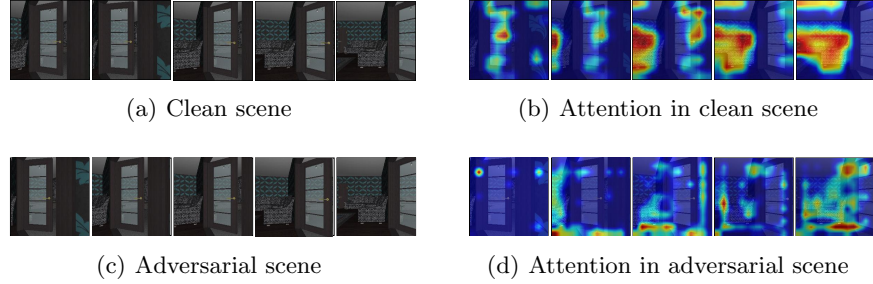 (a) Clean scene
(b) Attention in clean scene
(c) Adversarial scene
(d) Attention in adversarial scene